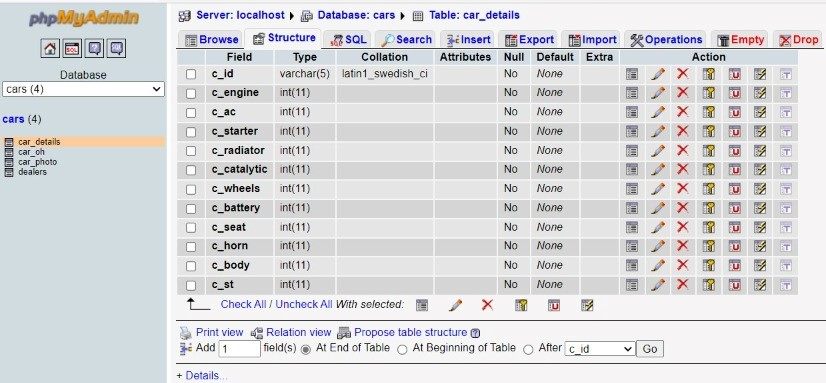 phpMyAdmin
SQL
Database
cars (4)
cars (4)
car_details
car_oh
car_photo
dealers
Server: localhost Database: cars Table: car_details
Browse Structure SQL Search Insert Export Import Operations Empty Drop
Field Type Collation Attributes Null Default Extra Action
c_id varchar(5) latin1_swedish_ci No None
c_engine int(11) No None
c_ac int(11) No None
c_starter int(11) No None
c_radiator int(11) No None
c_catalytic int(11) No None
c_wheels int(11) No None
c_battery int(11) No None
c_seat int(11) No None
c_horn int(11) No None
c_body int(11) No None
c_st int(11) No None
Check All / Uncheck All With selected:
Print view Relation view Propose table structure
Add 1 field(s) At End of Table At Beginning of Table After c_id Go
+ Details...